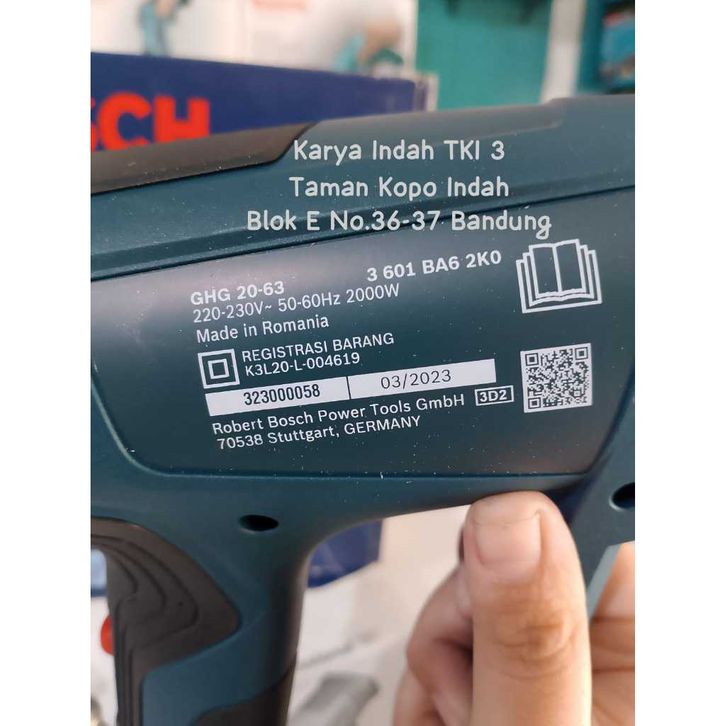 SCH
Karya Indah TKI 3
Taman Kopo Indah
Blok E No.36-37 Bandung
GHG 20-63 3 601 BA6 2K0
220-230V~ 50-60Hz 2000W
Made in Romania
REGISTRASI BARANG
K3L20-L-004619
323000058 03/2023
Robert Bosch Power Tools GmbH 3D2
70538 Stuttgart, GERMANY